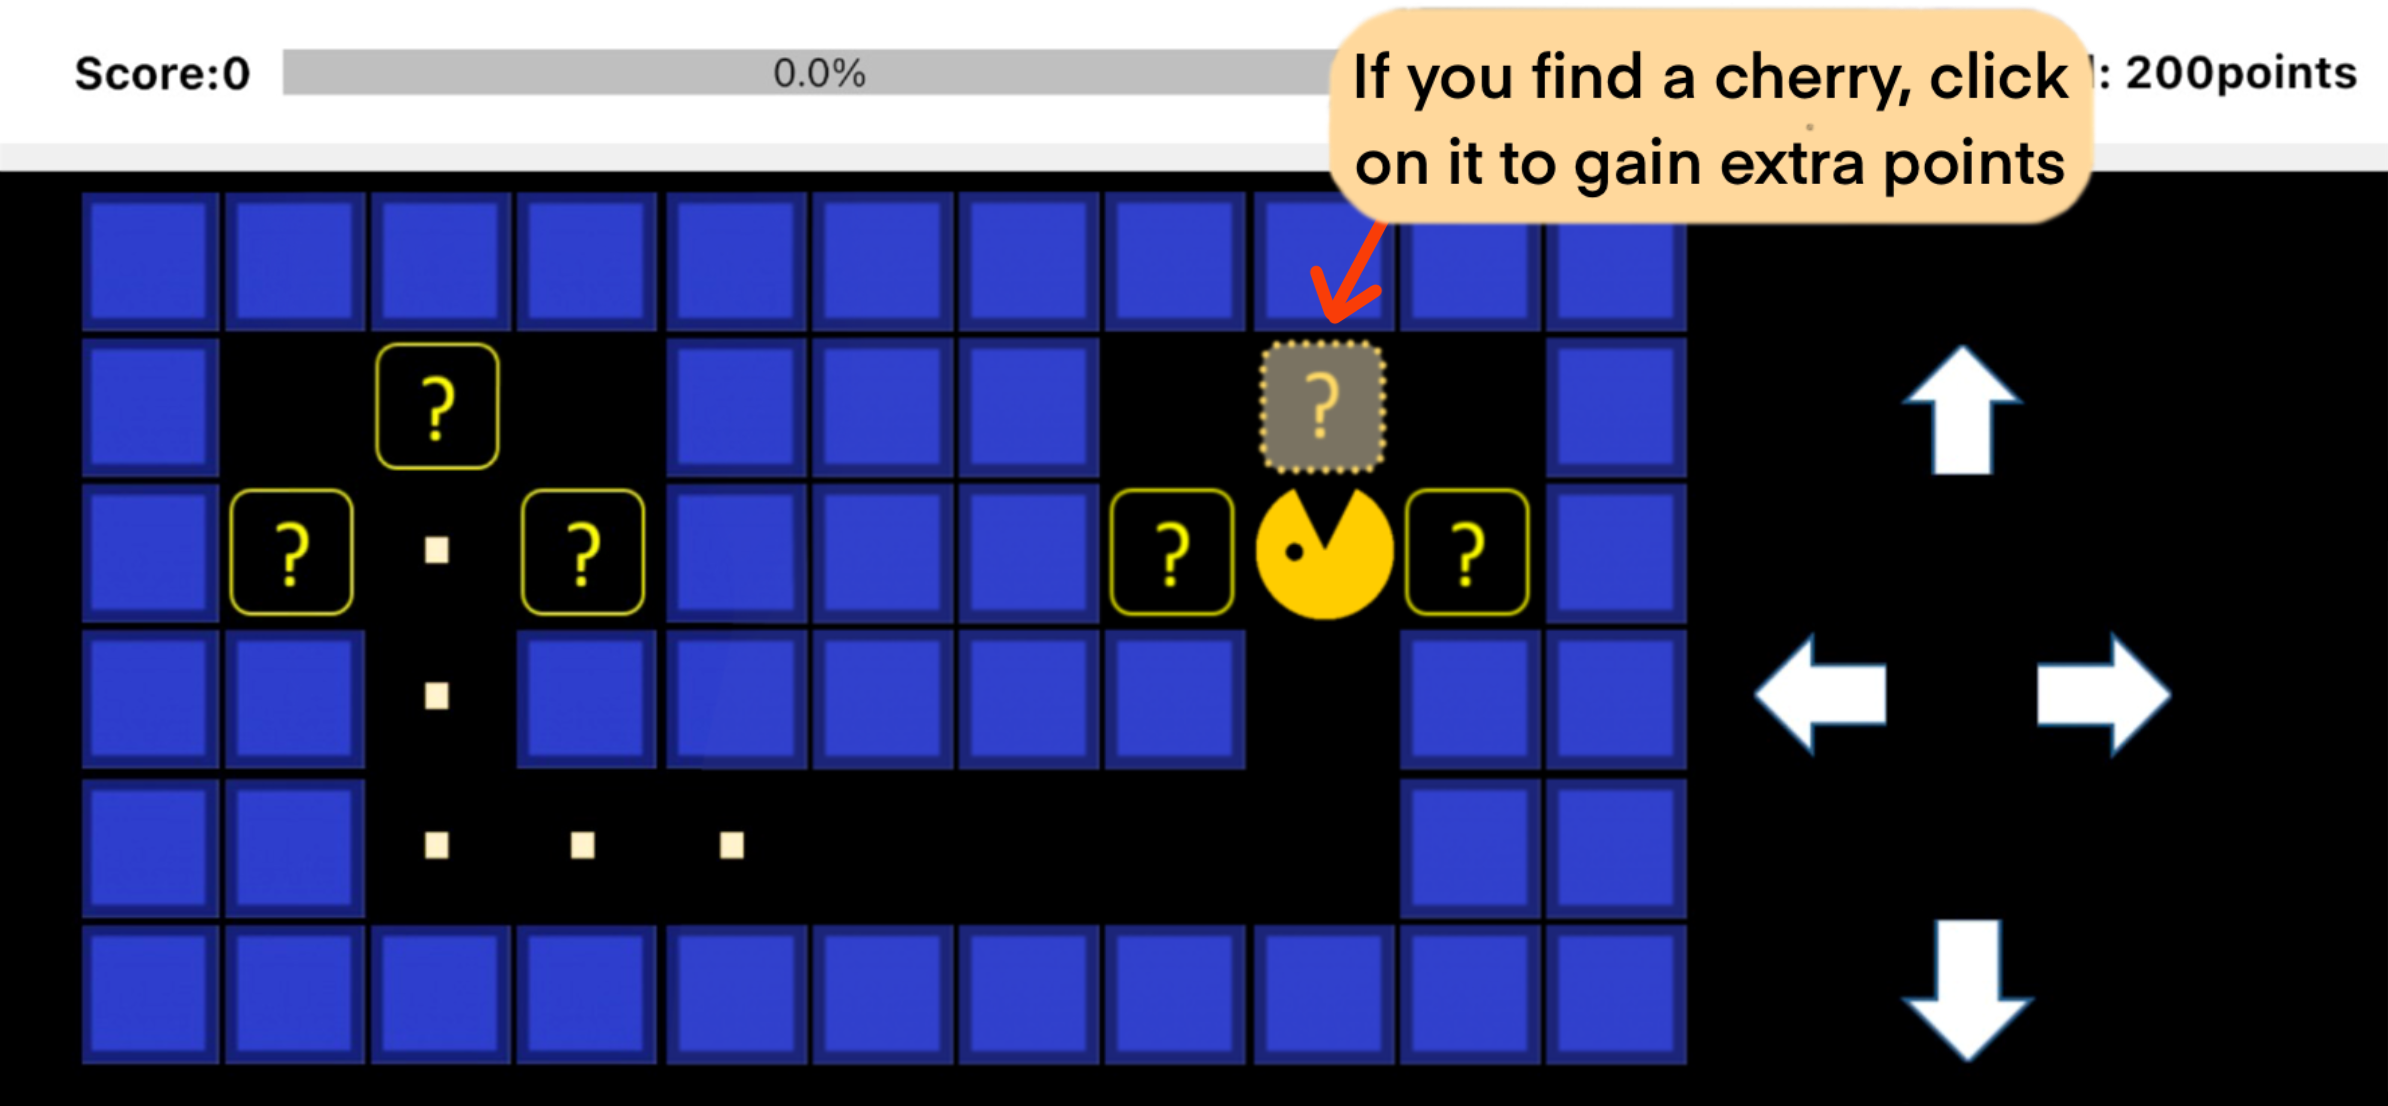 Score:0
0.0%
If you find a cherry, click
on it to gain extra points
: 200points
?
?
?
?
?
?